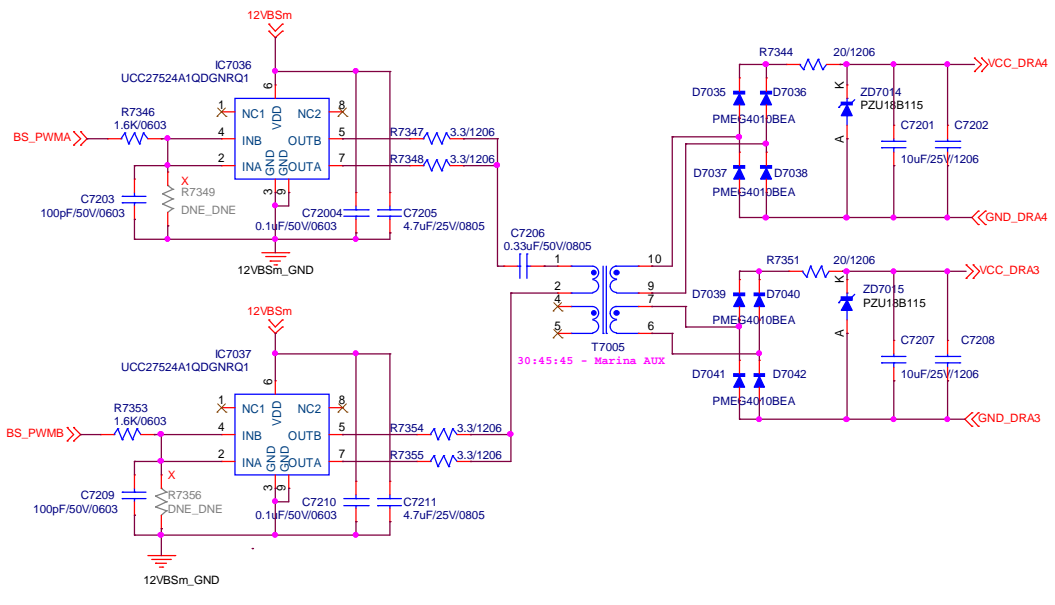 12VBSm
IC7036
UCC27524A1QDGNRQ1
6
1
NC1
VDD
NC2
8
R7346
1.6K/0603
BS_PWMA
4
INB
OUTB
5
R7347
3.3/1206
2
INA
GND
GND
OUTA
7
R7348
3.3/1206
3
9
X
R7349
DNE_DNE
C7203
100pF/50V/0603
C72004
0.1uF/50V/0603
C7205
4.7uF/25V/0805
12VBSm_GND
C7206
0.33uF/50V/0805
1
10
2
9
4
7
5
6
T7005
30:45:45 - Marina AUX
R7344
20/1206
VCC_DRA4
D7035
D7036
PMEG4010BEA
K
ZD7014
PZU18B115
A
C7201
C7202
10uF/25V/1206
D7037
D7038
PMEG4010BEA
GND_DRA4
R7351
20/1206
VCC_DRA3
D7039
D7040
PMEG4010BEA
K
ZD7015
PZU18B115
A
C7207
C7208
10uF/25V/1206
D7041
D7042
PMEG4010BEA
GND_DRA3
12VBSm
IC7037
UCC27524A1QDGNRQ1
6
1
NC1
VDD
NC2
8
R7353
1.6K/0603
BS_PWMB
4
INB
OUTB
5
R7354
3.3/1206
2
INA
GND
GND
OUTA
7
R7355
3.3/1206
3
9
X
R7356
DNE_DNE
C7209
100pF/50V/0603
C7210
0.1uF/50V/0603
C7211
4.7uF/25V/0805
12VBSm_GND